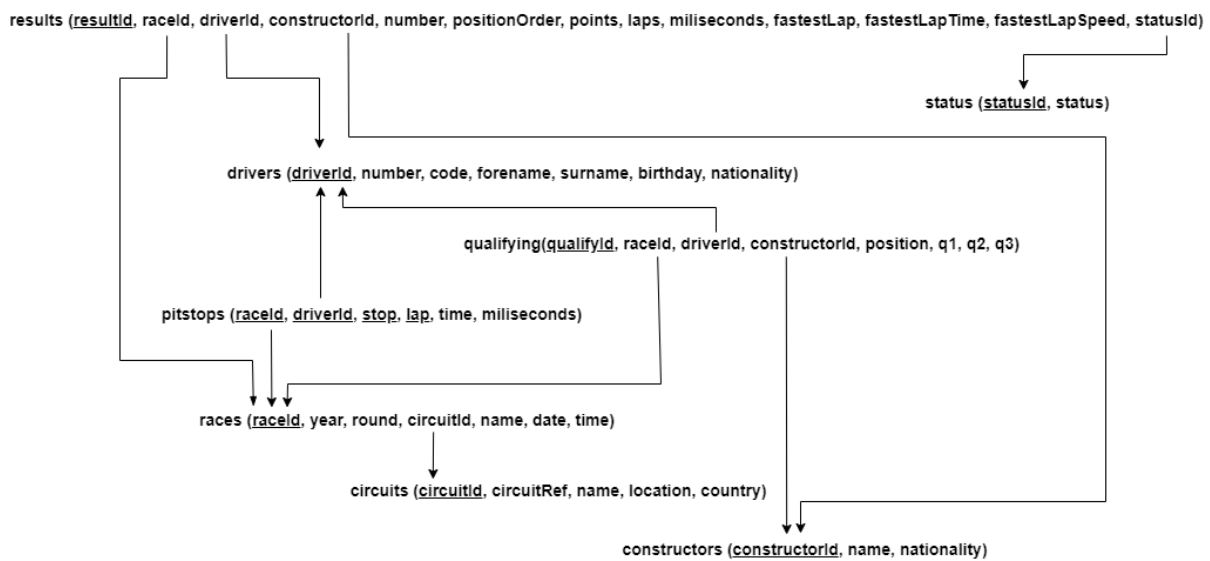 results (resultId, raceId, driverId, constructorId, number, positionOrder, points, laps, miliseconds, fastestLap, fastestLapTime, fastestLapSpeed, statusId)
status (statusId, status)
drivers (driverId, number, code, forename, surname, birthday, nationality)
qualifying(qualifyId, raceId, driverId, constructorId, position, q1, q2, q3)
pitstops (raceId, driverId, stop, lap, time, miliseconds)
races (raceId, year, round, circuitId, name, date, time)
circuits (circuitId, circuitRef, name, location, country)
constructors (constructorId, name, nationality)